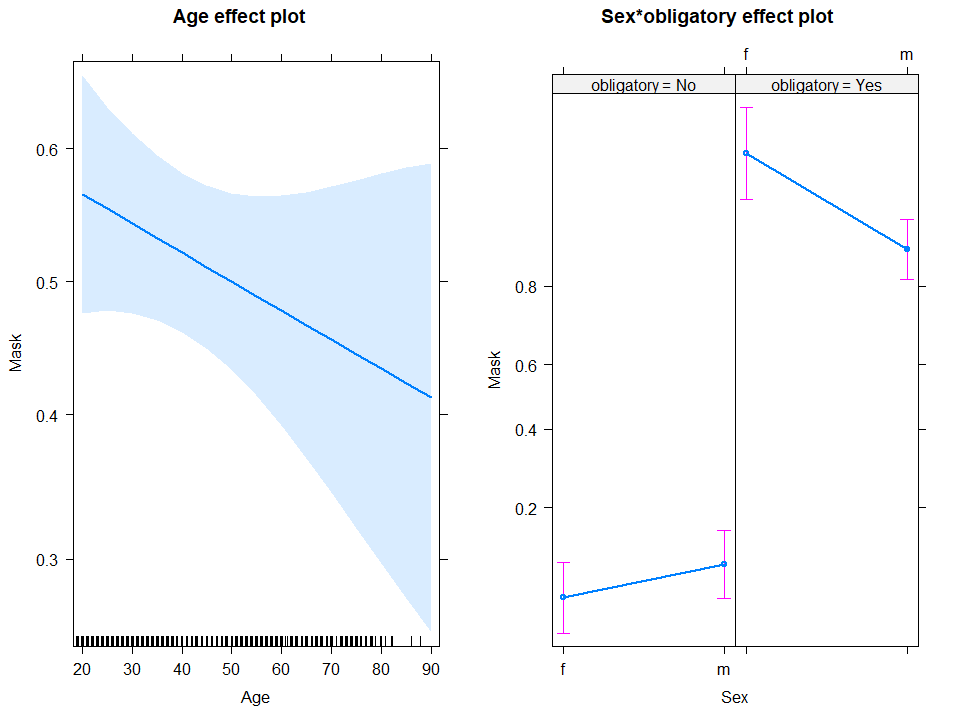 Age effect plot
Mask
0.6
0.5
0.4
0.3
20 30 40 50 60 70 80 90
Age
Sex*obligatory effect plot
f m
obligatory = No obligatory = Yes
Mask
0.8
0.6
0.4
0.2
f m
Sex